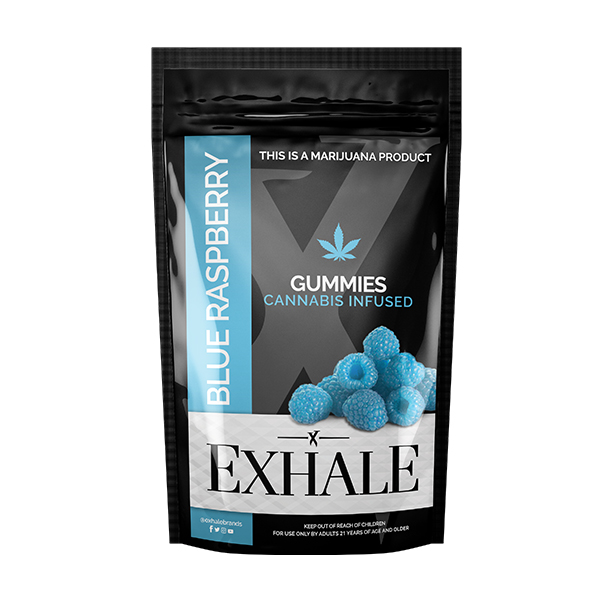 THIS IS A MARIJUANA PRODUCT
BLUE RASPBERRY
GUMMIES
CANNABIS INFUSED
EXHALE
@exhalebrands
KEEP OUT OF REACH OF CHILDREN
FOR USE ONLY BY ADULTS 21 YEARS OF AGE AND OLDER